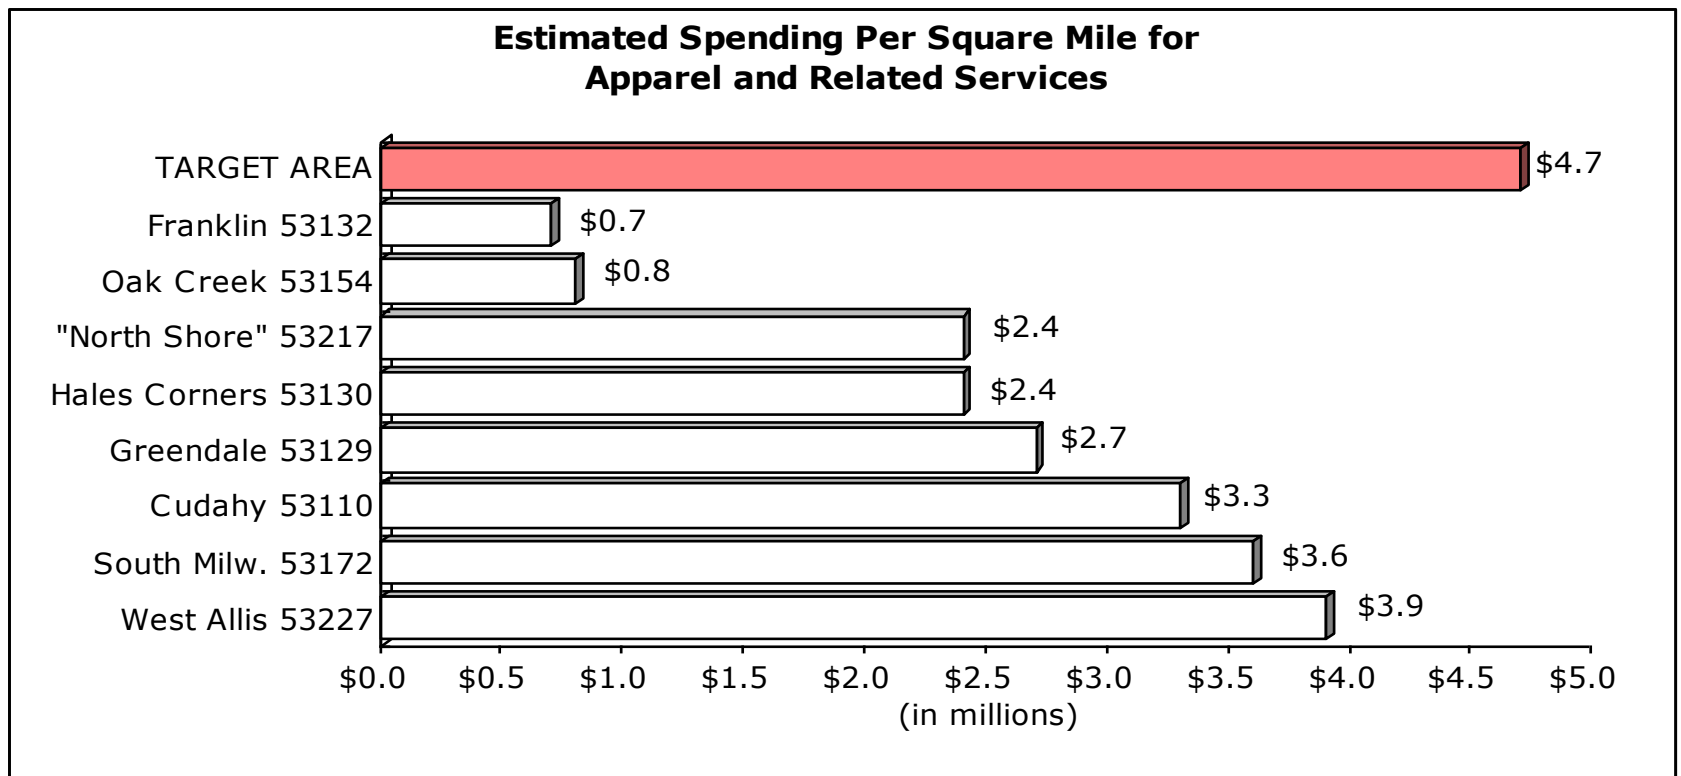 Estimated Spending Per Square Mile for
Apparel and Related Services
TARGET AREA $4.7
Franklin 53132 $0.7
Oak Creek 53154 $0.8
"North Shore" 53217 $2.4
Hales Corners 53130 $2.4
Greendale 53129 $2.7
Cudahy 53110 $3.3
South Milw. 53172 $3.6
West Allis 53227 $3.9
$0.0 $0.5 $1.0 $1.5 $2.0 $2.5 $3.0 $3.5 $4.0 $4.5 $5.0
(in millions)